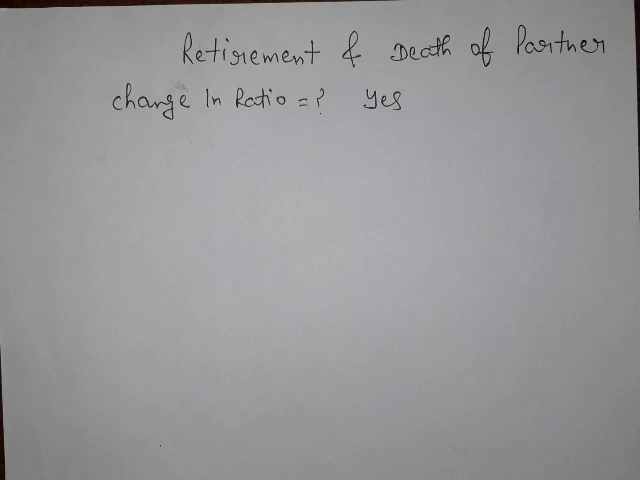 Retirement & Death of Partner
change In Ratio = ? Yes